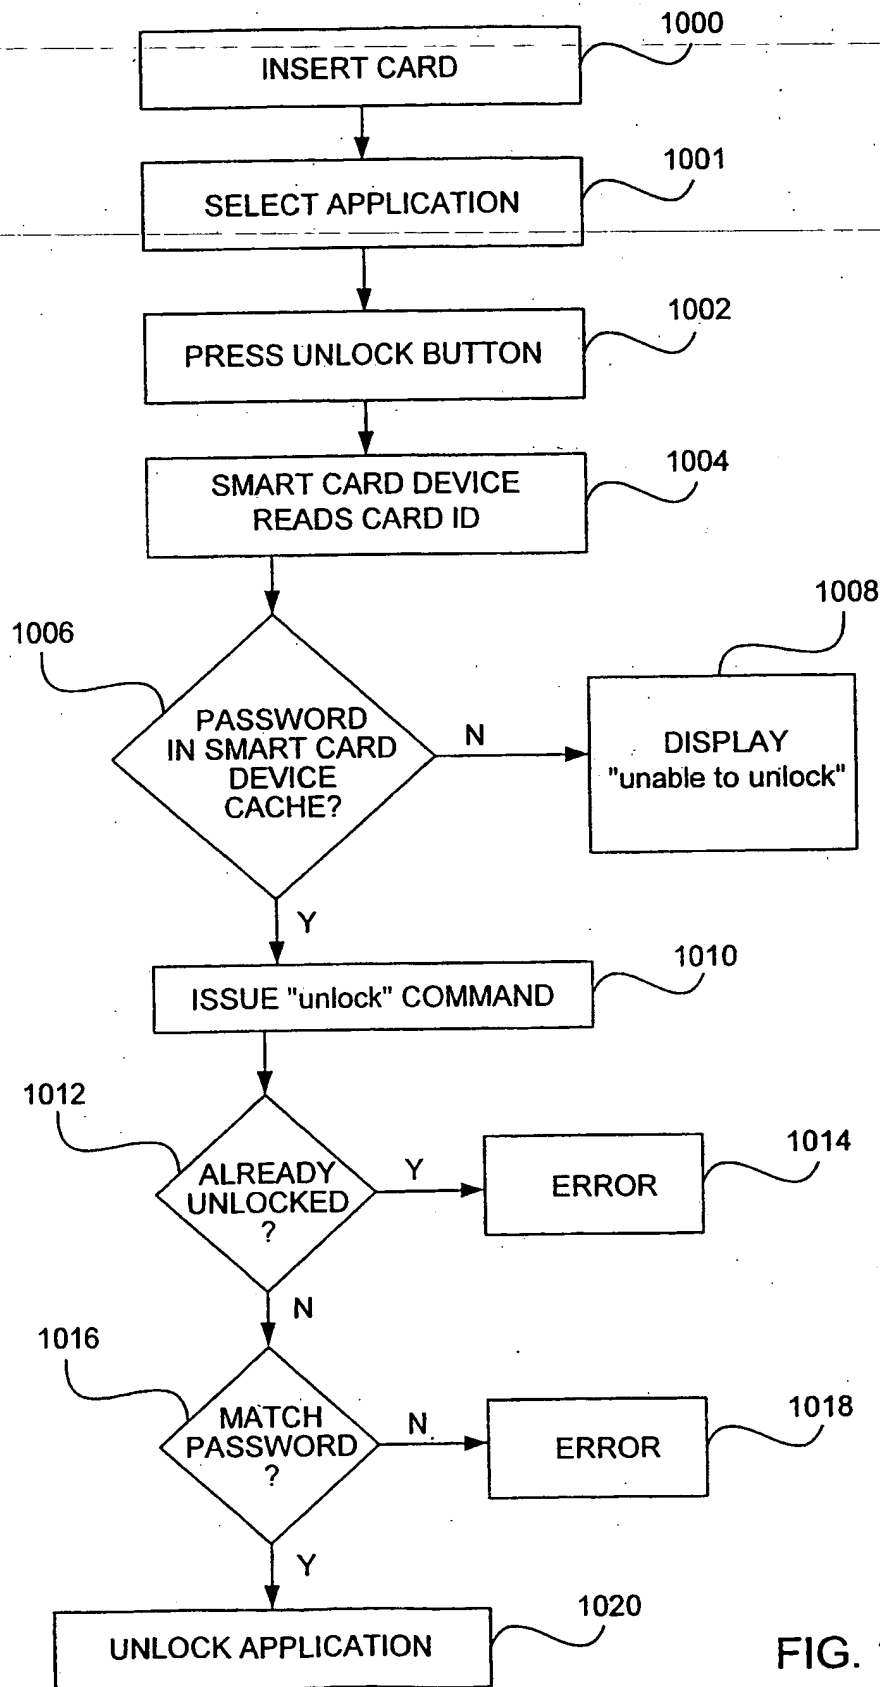 1000
INSERT CARD
1001
SELECT APPLICATION
1002
PRESS UNLOCK BUTTON
1004
SMART CARD DEVICE
READS CARD ID
1006
1008
PASSWORD
IN SMART CARD
DEVICE
CACHE?
N
DISPLAY
"unable to unlock"
Y
1010
ISSUE "unlock" COMMAND
1012
ALREADY
UNLOCKED
?
Y
1014
ERROR
N
1016
MATCH
PASSWORD
?
N
1018
ERROR
Y
1020
UNLOCK APPLICATION
FIG.